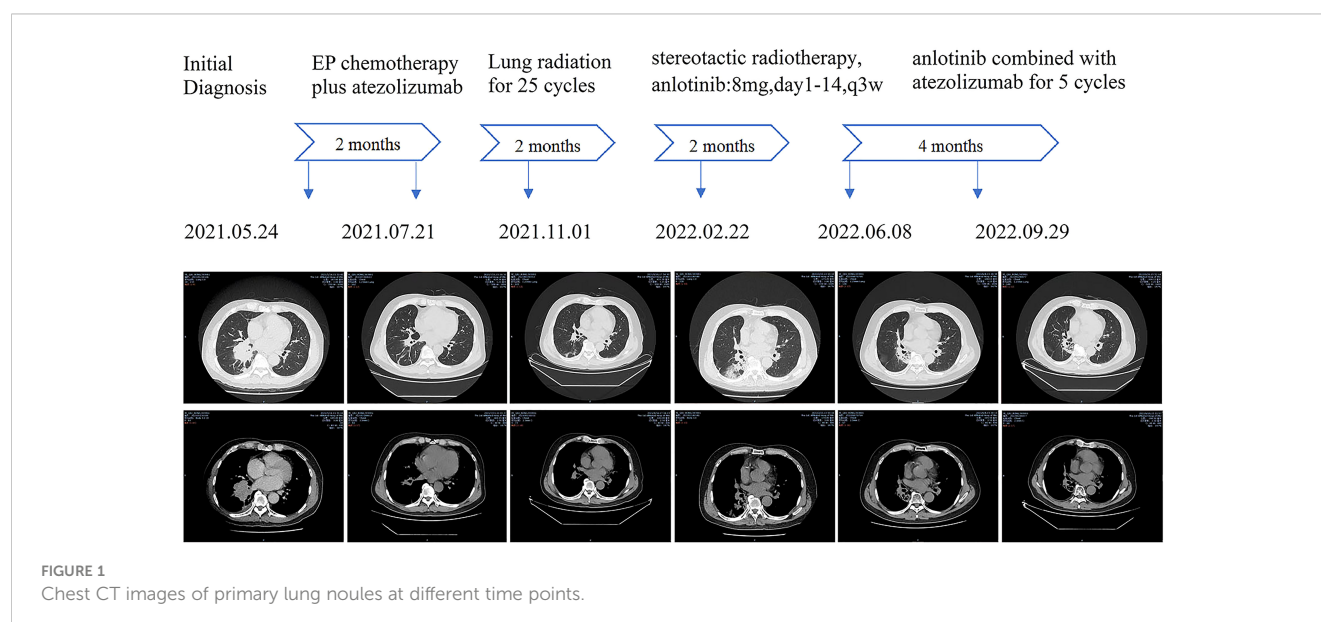 Initial
Diagnosis
EP chemotherapy
plus atezolizumab
Lung radiation
for 25 cycles
stereotactic radiotherapy,
anlotinib:8mg,day1-14,q3w
anlotinib combined with
atezolizumab for 5 cycles
2 months
2 months
2 months
4 months
2021.05.24
2021.07.21
2021.11.01
2022.02.22
2022.06.08
2022.09.29
FIGURE 1
Chest CT images of primary lung noules at different time points.